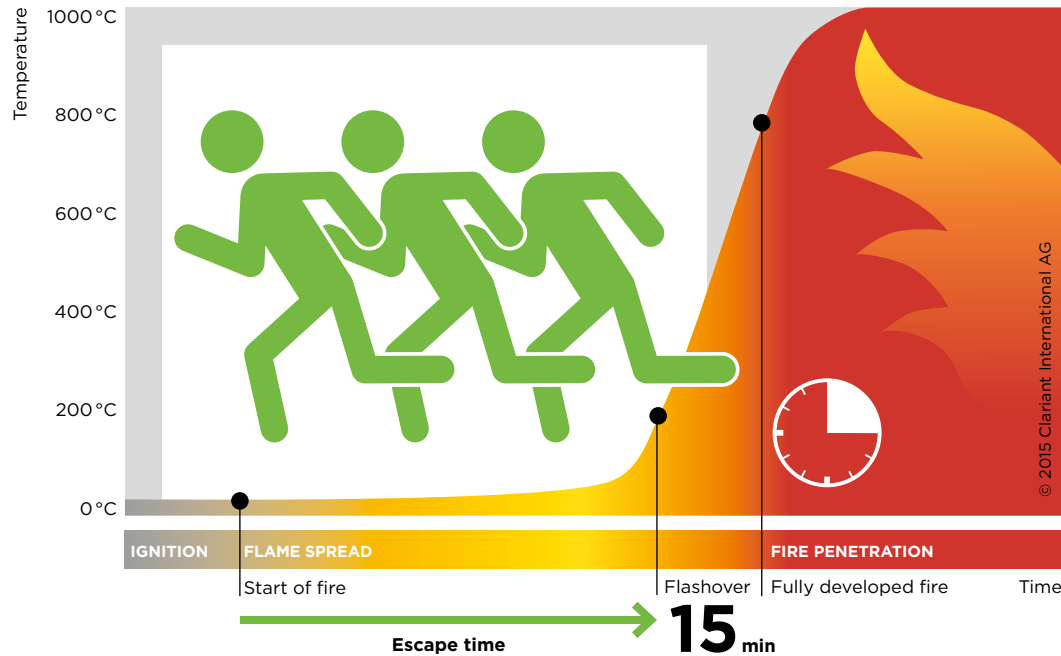 Temperature
1000 °C
800 °C
600 °C
400 °C
200 °C
0 °C
© 2015 Clariant International AG
IGNITION FLAME SPREAD FIRE PENETRATION
Start of fire Flashover Fully developed fire Time
Escape time 15 min